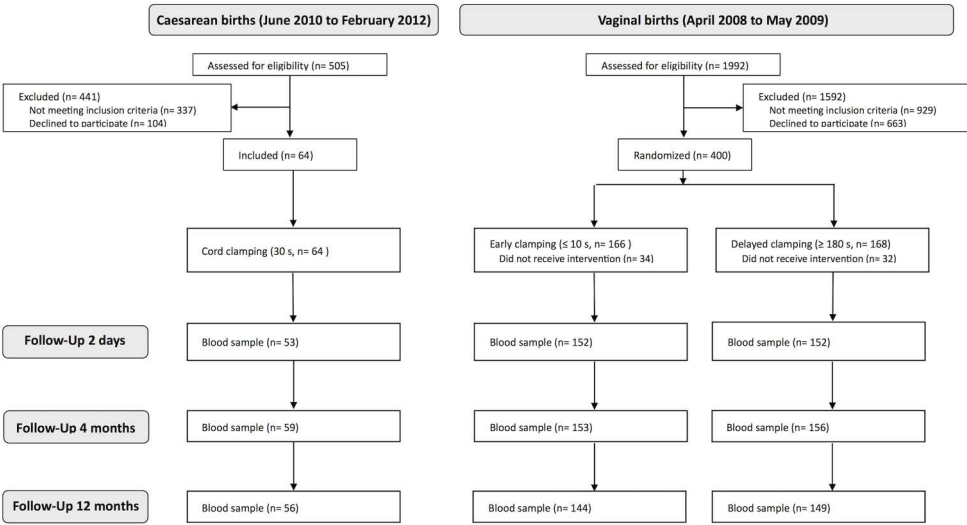 Caesarean births (June 2010 to February 2012)
Vaginal births (April 2008 to May 2009)
Assessed for eligibility (n= 505)
Assessed for eligibility (n= 1992)
Excluded (n= 441)
Not meeting inclusion criteria (n= 337)
Declined to participate (n= 104)
Excluded (n= 1592)
Not meeting inclusion criteria (n= 929)
Declined to participate (n= 663)
Included (n= 64)
Randomized (n= 400)
Cord clamping (30 s, n= 64 )
Early clamping (≤ 10 s, n= 166 )
Did not receive intervention (n= 34)
Delayed clamping (≥ 180 s, n= 168)
Did not receive intervention (n= 32)
Follow-Up 2 days
Blood sample (n= 53)
Blood sample (n= 152)
Blood sample (n= 152)
Follow-Up 4 months
Blood sample (n= 59)
Blood sample (n= 153)
Blood sample (n= 156)
Follow-Up 12 months
Blood sample (n= 56)
Blood sample (n= 144)
Blood sample (n= 149)